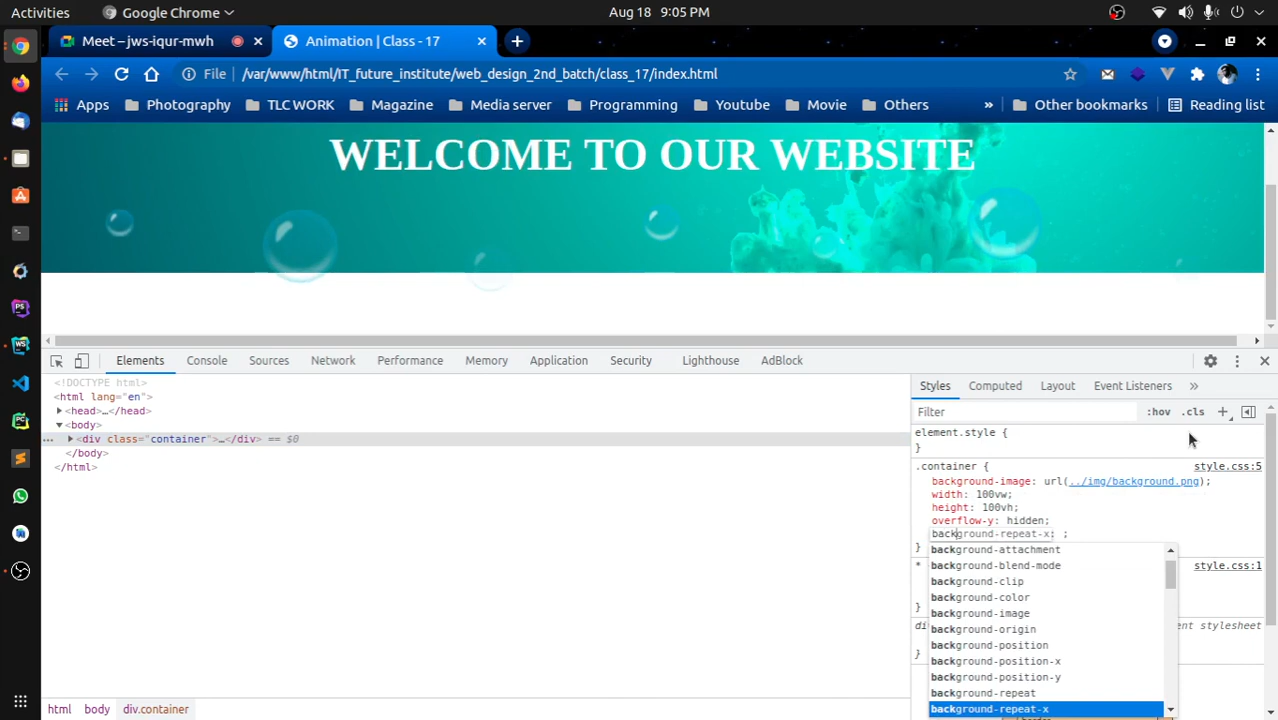 Activities
Google Chrome
Aug 18 9:05 PM
Meet – jws-iqur-mwh
Animation | Class - 17
File
/var/www/html/IT_future_institute/web_design_2nd_batch/class_17/index.html
Apps
Photography
TLC WORK
Magazine
Media server
Programming
Youtube
Movie
Others
»
Other bookmarks
Reading list
WELCOME TO OUR WEBSITE
Elements
Console
Sources
Network
Performance
Memory
Application
Security
Lighthouse
AdBlock
<!DOCTYPE html>
<html lang="en">
<head>…</head>
<body>
… <div class="container">…</div> == $0
</body>
</html>
html body div.container
Styles
Computed
Layout
Event Listeners
»
Filter
:hov
.cls
+
element.style {
}
.container {
style.css:5
background-image: url(../img/background.png);
width: 100vw;
height: 100vh;
overflow-y: hidden;
background-repeat-x: ;
}
background-attachment
* 
style.css:1
background-blend-mode
background-clip
background-color
}
background-image
di
ent stylesheet
background-origin
background-position
}
background-position-x
background-position-y
background-repeat
background-repeat-x